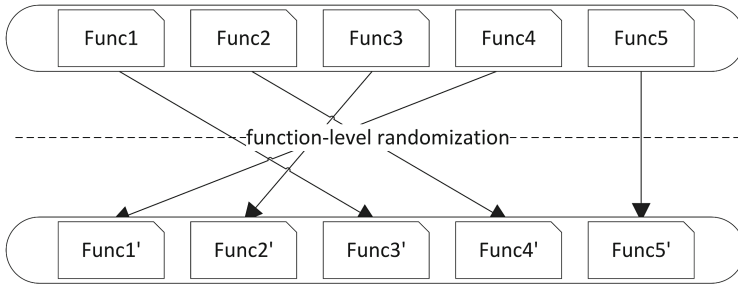 Func1 Func2 Func3 Func4 Func5
function-level randomization
Func1' Func2' Func3' Func4' Func5'